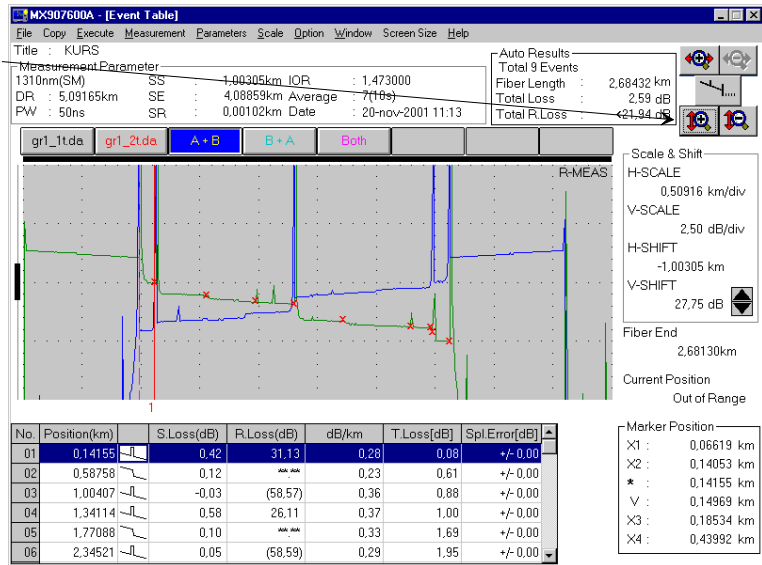 MX907600A - [Event Table]
File Copy Execute Measurement Parameters Scale Option Window Screen Size Help
Title : KURS
Measurement Parameter
1310nm(SM) SS : -1,00305km IOR : 1,473000
DR : 5,09165km SE : 4,08859km Average : 7(10s)
PW : 50ns SR : 0,00102km Date : 20-nov-2001 11:13
Auto Results
Total 9 Events
Fiber Length : 2,68432 km
Total Loss : 2,59 dB
Total R.Loss : <21,94 dB
gr1_1t.da gr1_2t.da A + B B + A Both
R-MEAS
1
Scale & Shift
H-SCALE
0,50916 km/div
V-SCALE
2,50 dB/div
H-SHIFT
-1,00305 km
V-SHIFT
27,75 dB
Fiber End
2,68130km
Current Position
Out of Range
No. Position(km) S.Loss(dB) R.Loss(dB) dB/km T.Loss[dB] Spl.Error[dB]
01 0,14155 0,42 31,13 0,28 0,08 +/- 0,00
02 0,58758 0,12 **.** 0,23 0,61 +/- 0,00
03 1,00407 -0,03 (58,57) 0,36 0,88 +/- 0,00
04 1,34114 0,58 26,11 0,37 1,00 +/- 0,00
05 1,77088 0,10 **.** 0,33 1,69 +/- 0,00
06 2,34521 0,05 (58,59) 0,29 1,95 +/- 0,00
Marker Position
X1 : 0,06619 km
X2 : 0,14053 km
* : 0,14155 km
V : 0,14969 km
X3 : 0,18534 km
X4 : 0,43992 km